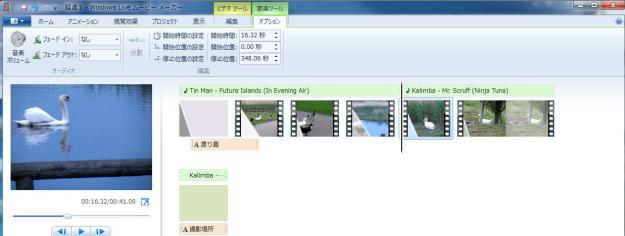 延逹1 - Windows Live ムービー メーカー
ビデオ ツール 音楽ツール
ホーム アニメーション 視覚効果 プロジェクト 表示 編集 オプション
音楽
ボリューム
フェード イン: なし
フェード アウト: なし
分割
開始時間の設定 開始時間: 16.32 秒
開始位置の設定 開始位置: 0.00 秒
停止位置の設定 停止位置: 348.06 秒
オーディオ
編集
Tin Man - Future Islands (In Evening Air)
Kalimba - Mr. Scruff (Ninja Tuna)
A 渡り鳥
Kalimba -
00:16.32/00:41.09
A 撮影場所